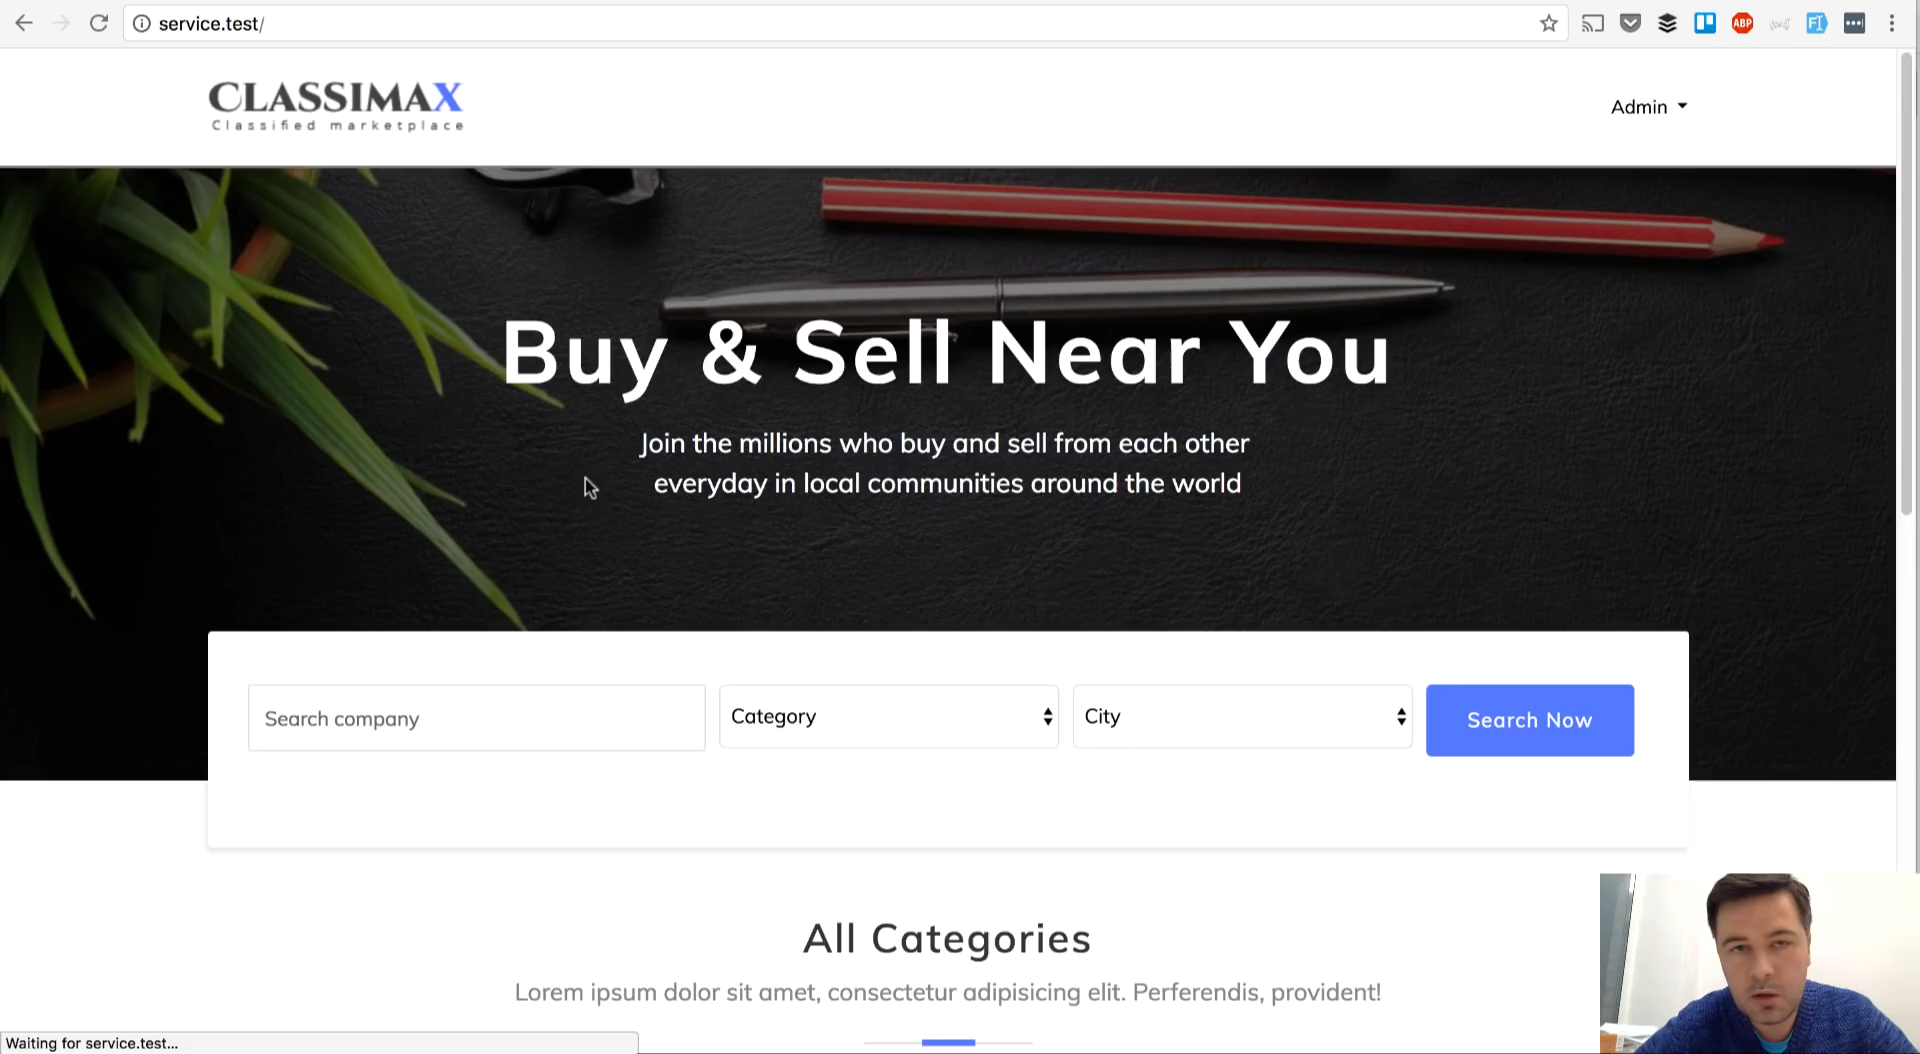 service.test/
ABP
CLASSIMAX
Classified marketplace
Admin
Buy & Sell Near You
Join the millions who buy and sell from each other
everyday in local communities around the world
Search company
Category
City
Search Now
All Categories
Lorem ipsum dolor sit amet, consectetur adipisicing elit. Perferendis, provident!
Waiting for service.test...